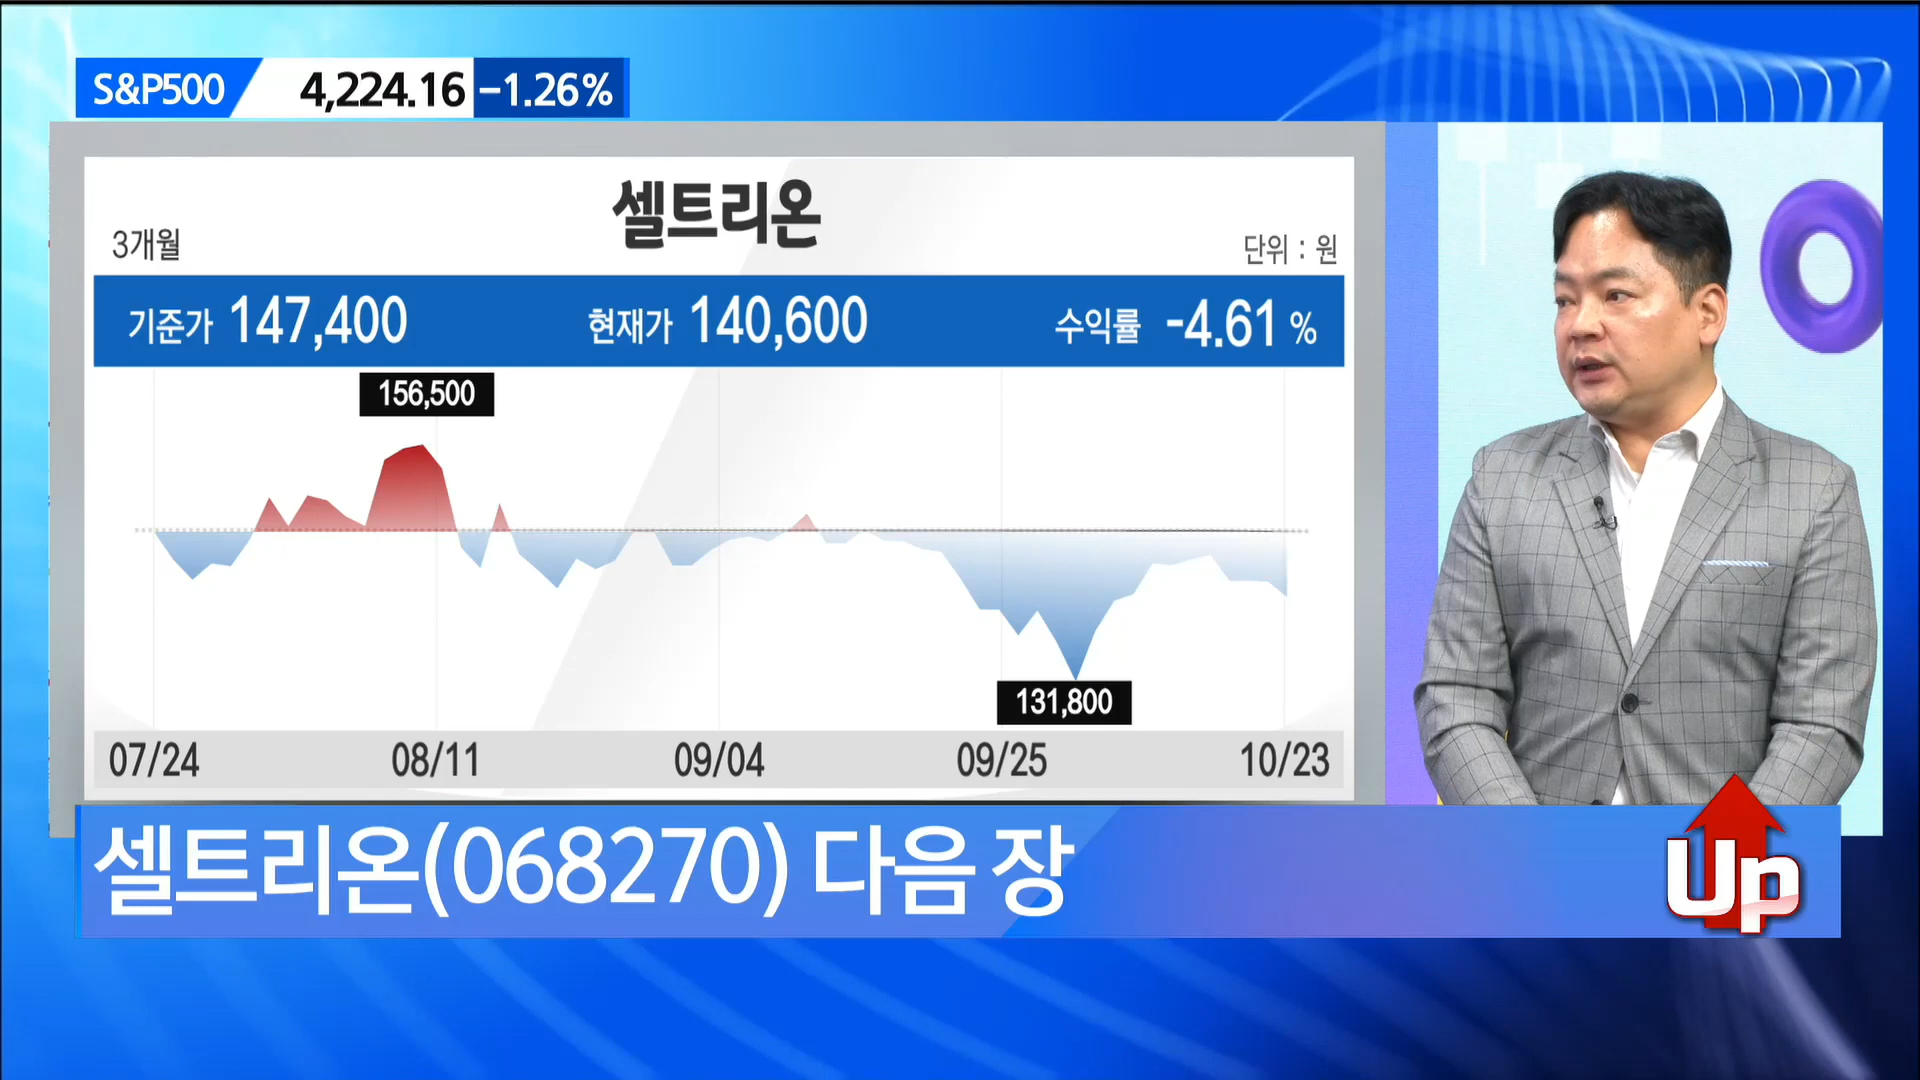 S&P500 4,224.16 -1.26%
셀트리온
3개월
단위 : 원
기준가 147,400 현재가 140,600 수익률 -4.61 %
156,500
131,800
07/24 08/11 09/04 09/25 10/23
셀트리온(068270) 다음 장
Up